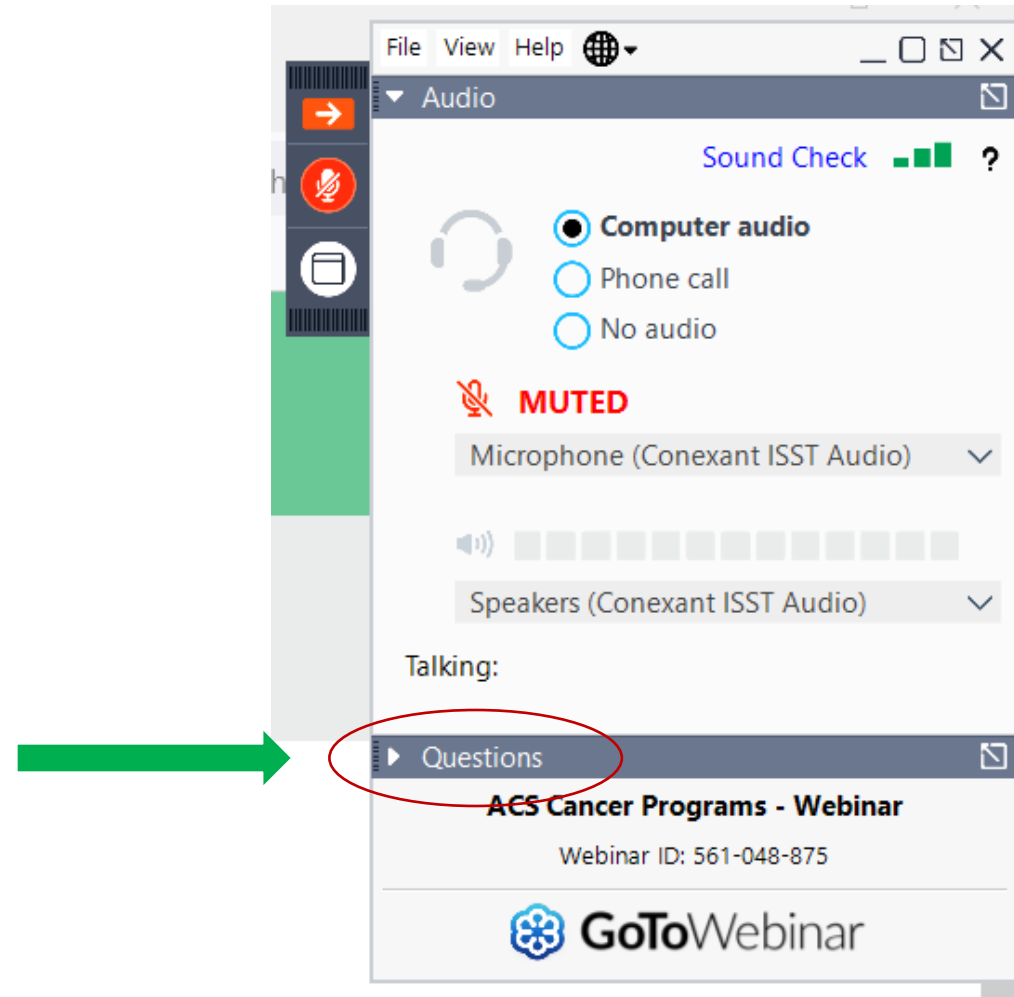 File View Help
Audio
Sound Check ?
h
Computer audio
Phone call
No audio
MUTED
Microphone (Conexant ISST Audio)
Speakers (Conexant ISST Audio)
Talking:
Questions
ACS Cancer Programs - Webinar
Webinar ID: 561-048-875
GoToWebinar